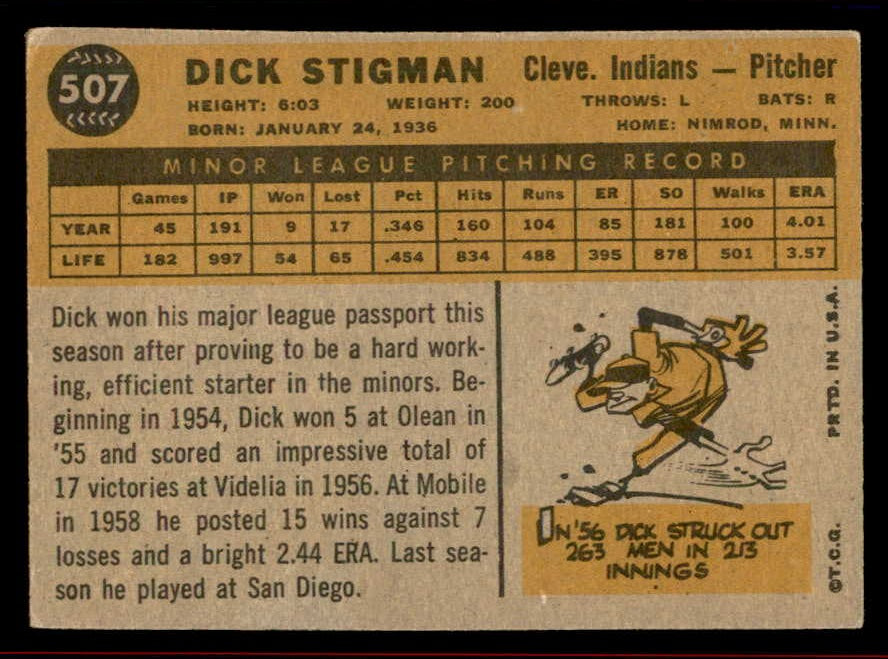 507
DICK STIGMAN Cleve. Indians — Pitcher
HEIGHT: 6:03 WEIGHT: 200 THROWS: L BATS: R
BORN: JANUARY 24, 1936 HOME: NIMROD, MINN.
MINOR LEAGUE PITCHING RECORD
Games IP Won Lost Pct Hits Runs ER SO Walks ERA
YEAR 45 191 9 17 .346 160 104 85 181 100 4.01
LIFE 182 997 54 65 .454 834 488 395 878 501 3.57
Dick won his major league passport this
season after proving to be a hard work-
ing, efficient starter in the minors. Be-
ginning in 1954, Dick won 5 at Olean in
'55 and scored an impressive total of
17 victories at Videlia in 1956. At Mobile
in 1958 he posted 15 wins against 7
losses and a bright 2.44 ERA. Last sea-
son he played at San Diego.
IN '56 DICK STRUCK OUT
263 MEN IN 213
INNINGS
©T.C.G. PRTD. IN U.S.A.